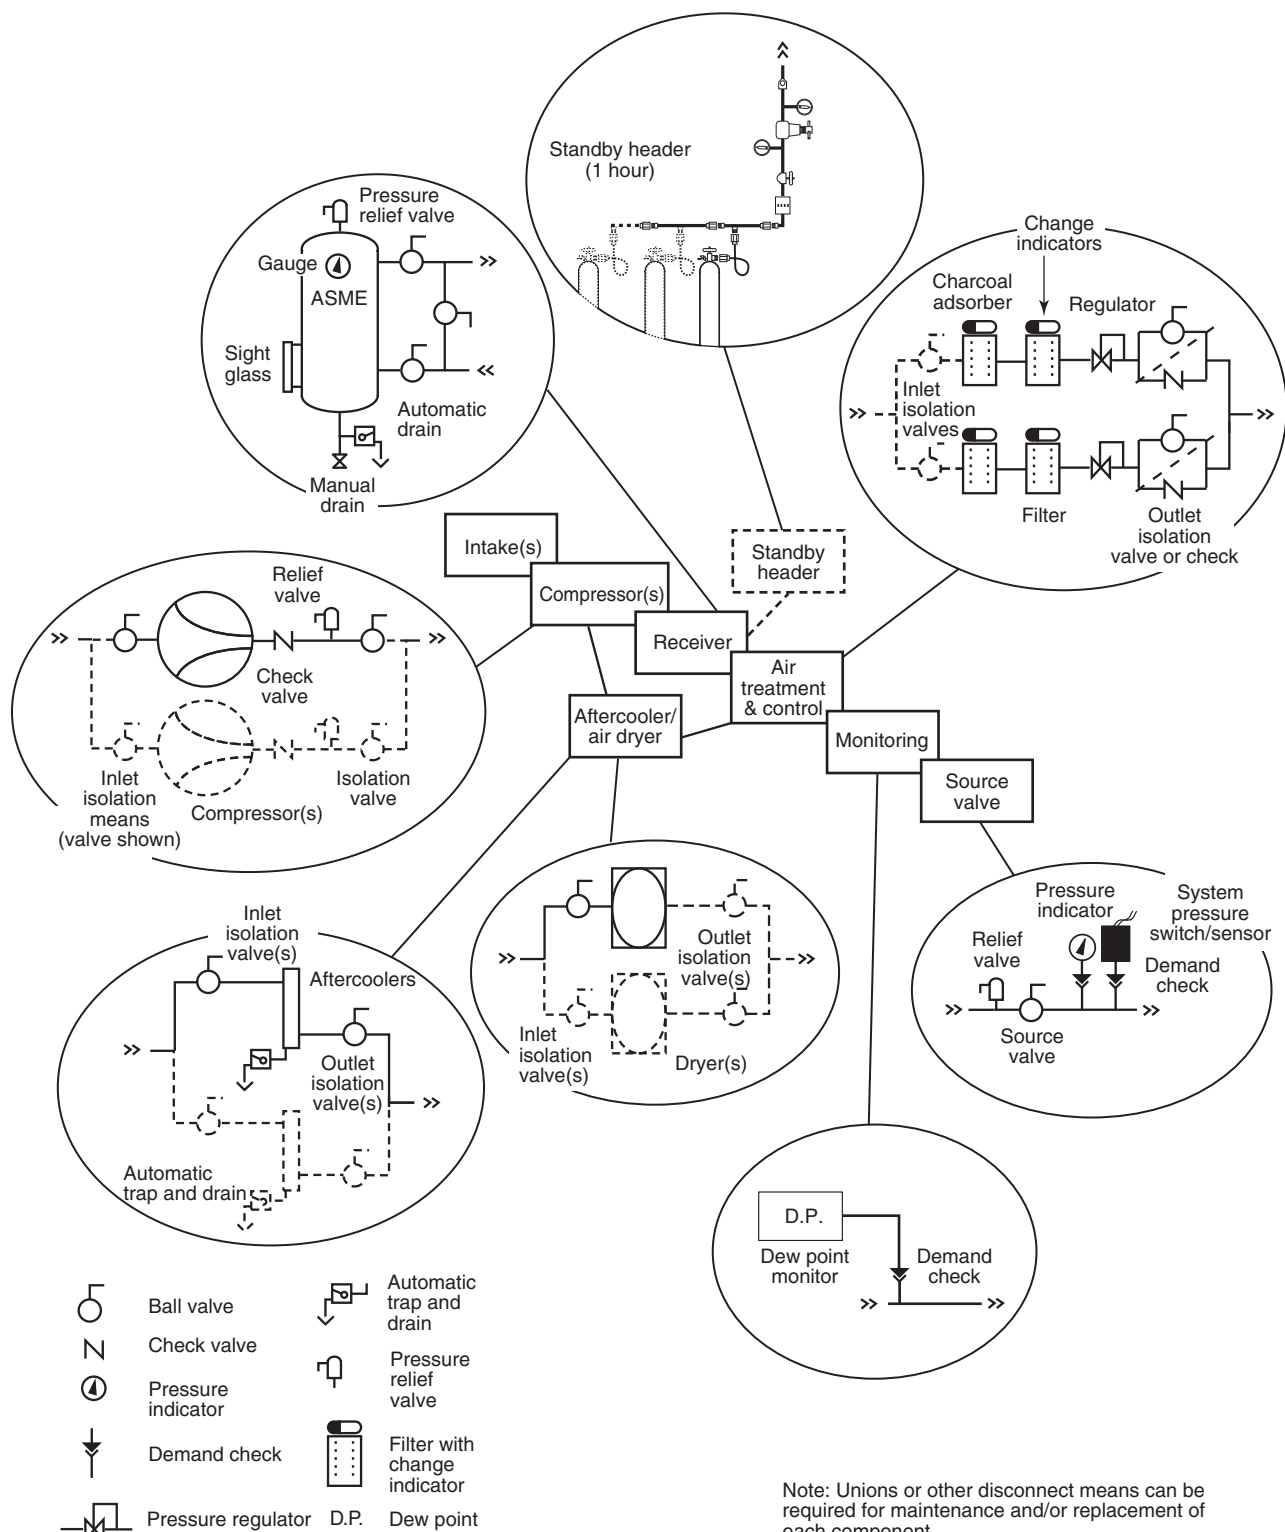 Standby header
(1 hour)
Pressure
relief valve
Gauge
ASME
Sight
glass
Automatic
drain
Manual
drain
Change
indicators
Charcoal
adsorber
Regulator
Inlet
isolation
valves
Filter
Outlet
isolation
valve or check
Intake(s)
Compressor(s)
Receiver
Standby
header
Air
treatment
& control
Aftercooler/
air dryer
Monitoring
Source
valve
Relief
valve
Check
valve
Inlet
isolation
means
(valve shown)
Compressor(s)
Isolation
valve
Inlet
isolation
valve(s)
Aftercoolers
Outlet
isolation
valve(s)
Automatic
trap and drain
Outlet
isolation
valve(s)
Inlet
isolation
valve(s)
Dryer(s)
Pressure
indicator
System
pressure
switch/sensor
Relief
valve
Demand
check
Source
valve
D.P.
Dew point
monitor
Demand
check
Ball valve
Check valve
Pressure
indicator
Demand check
Pressure regulator
Automatic
trap and
drain
Pressure
relief
valve
Filter with
change
indicator
D.P. Dew point
Note: Unions or other disconnect means can be
required for maintenance and/or replacement of
each component.